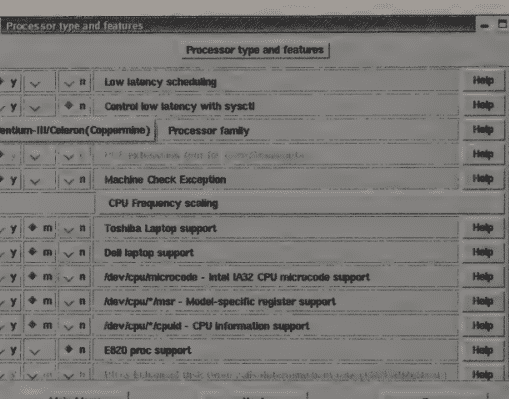 Processor type and features
Processor type and features
y n Low latency scheduling Help
y n Control low latency with sysctl Help
entium-III/Celeron(Coppermine) Processor family Help
Help
y n Machine Check Exception Help
CPU Frequency scaling
y m n Toshiba Laptop support Help
y m n Dell laptop support Help
y m n /dev/cpu/microcode - Intel IA32 CPU microcode support Help
y m n /dev/cpu/*/msr - Model-specific register support Help
y m n /dev/cpu/*/cpuid - CPU information support Help
y n E820 proc support Help
y n Help